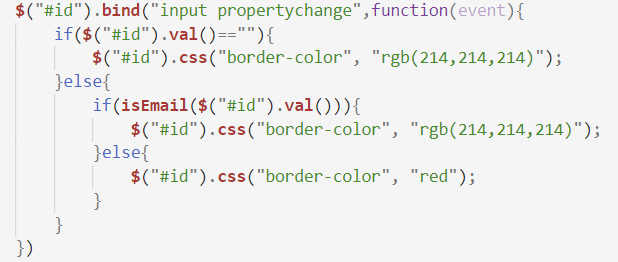 $("#id").bind("input propertychange",function(event){
    if($("#id").val()==""){
        $("#id").css("border-color", "rgb(214,214,214)");
    }else{
        if(isEmail($("#id").val())){
            $("#id").css("border-color", "rgb(214,214,214)");
        }else{
            $("#id").css("border-color", "red");
        }
    }
})